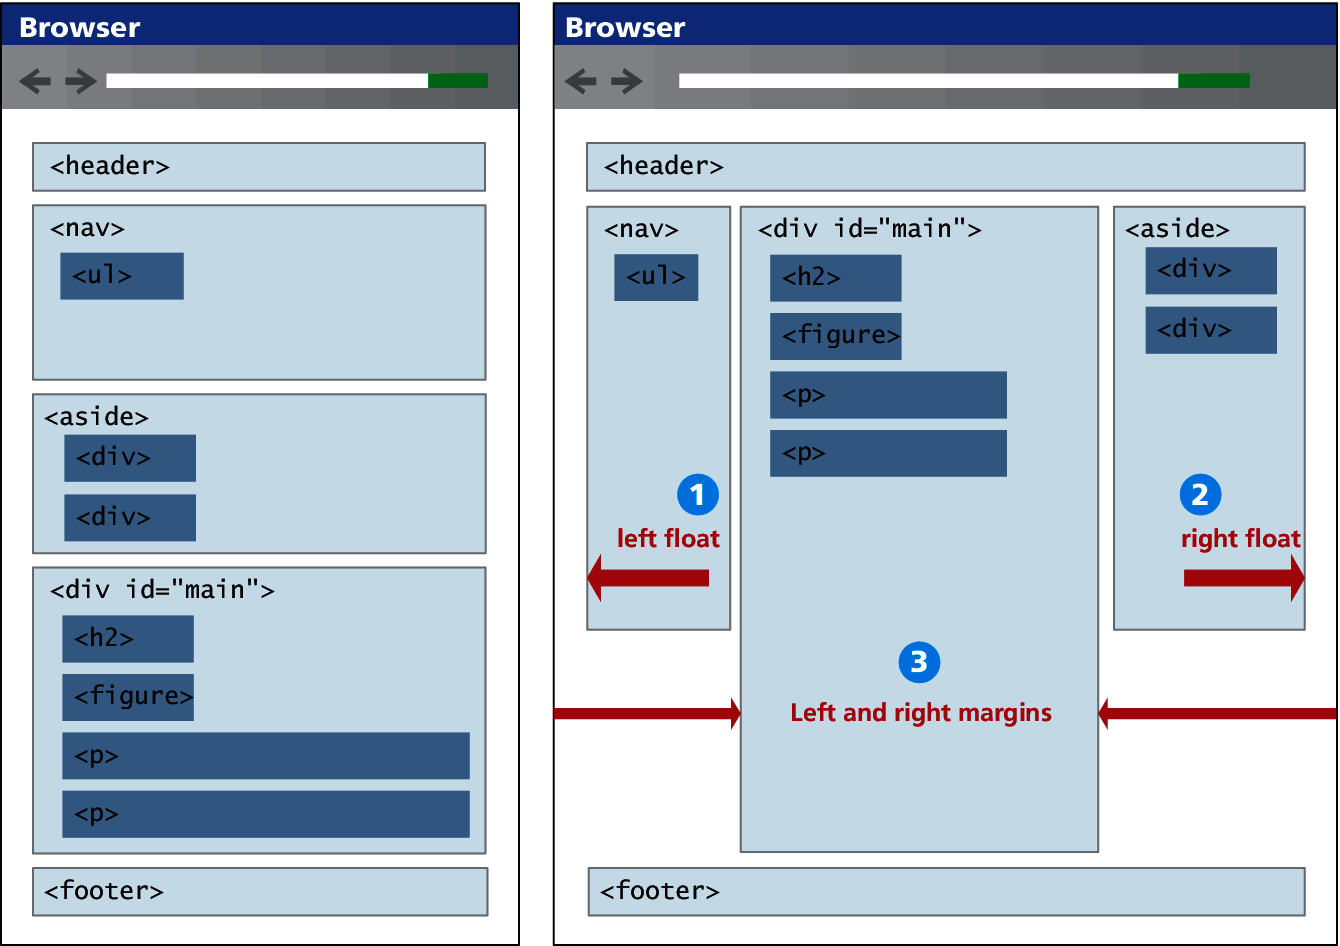 Browser
<header>
<nav>
<ul>
<aside>
<div>
<div>
<div id="main">
<h2>
<figure>
<p>
<p>
<footer>
Browser
<header>
<nav>
<ul>
1
left float
<div id="main">
<h2>
<figure>
<p>
<p>
3
Left and right margins
<aside>
<div>
<div>
2
right float
<footer>